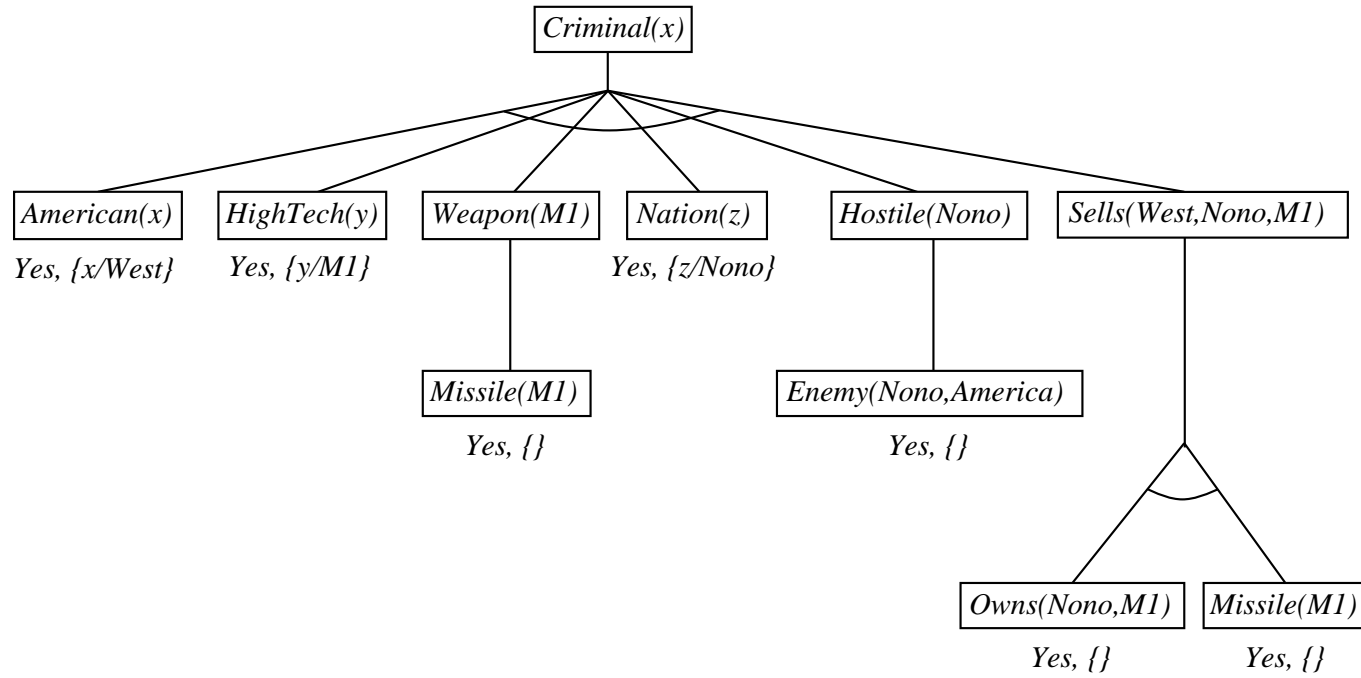 Criminal(x)
American(x) HighTech(y) Weapon(M1) Nation(z) Hostile(Nono) Sells(West,Nono,M1)
Yes, {x/West} Yes, {y/M1} Yes, {z/Nono}
Missile(M1) Enemy(Nono,America)
Yes, {} Yes, {}
Owns(Nono,M1) Missile(M1)
Yes, {} Yes, {}